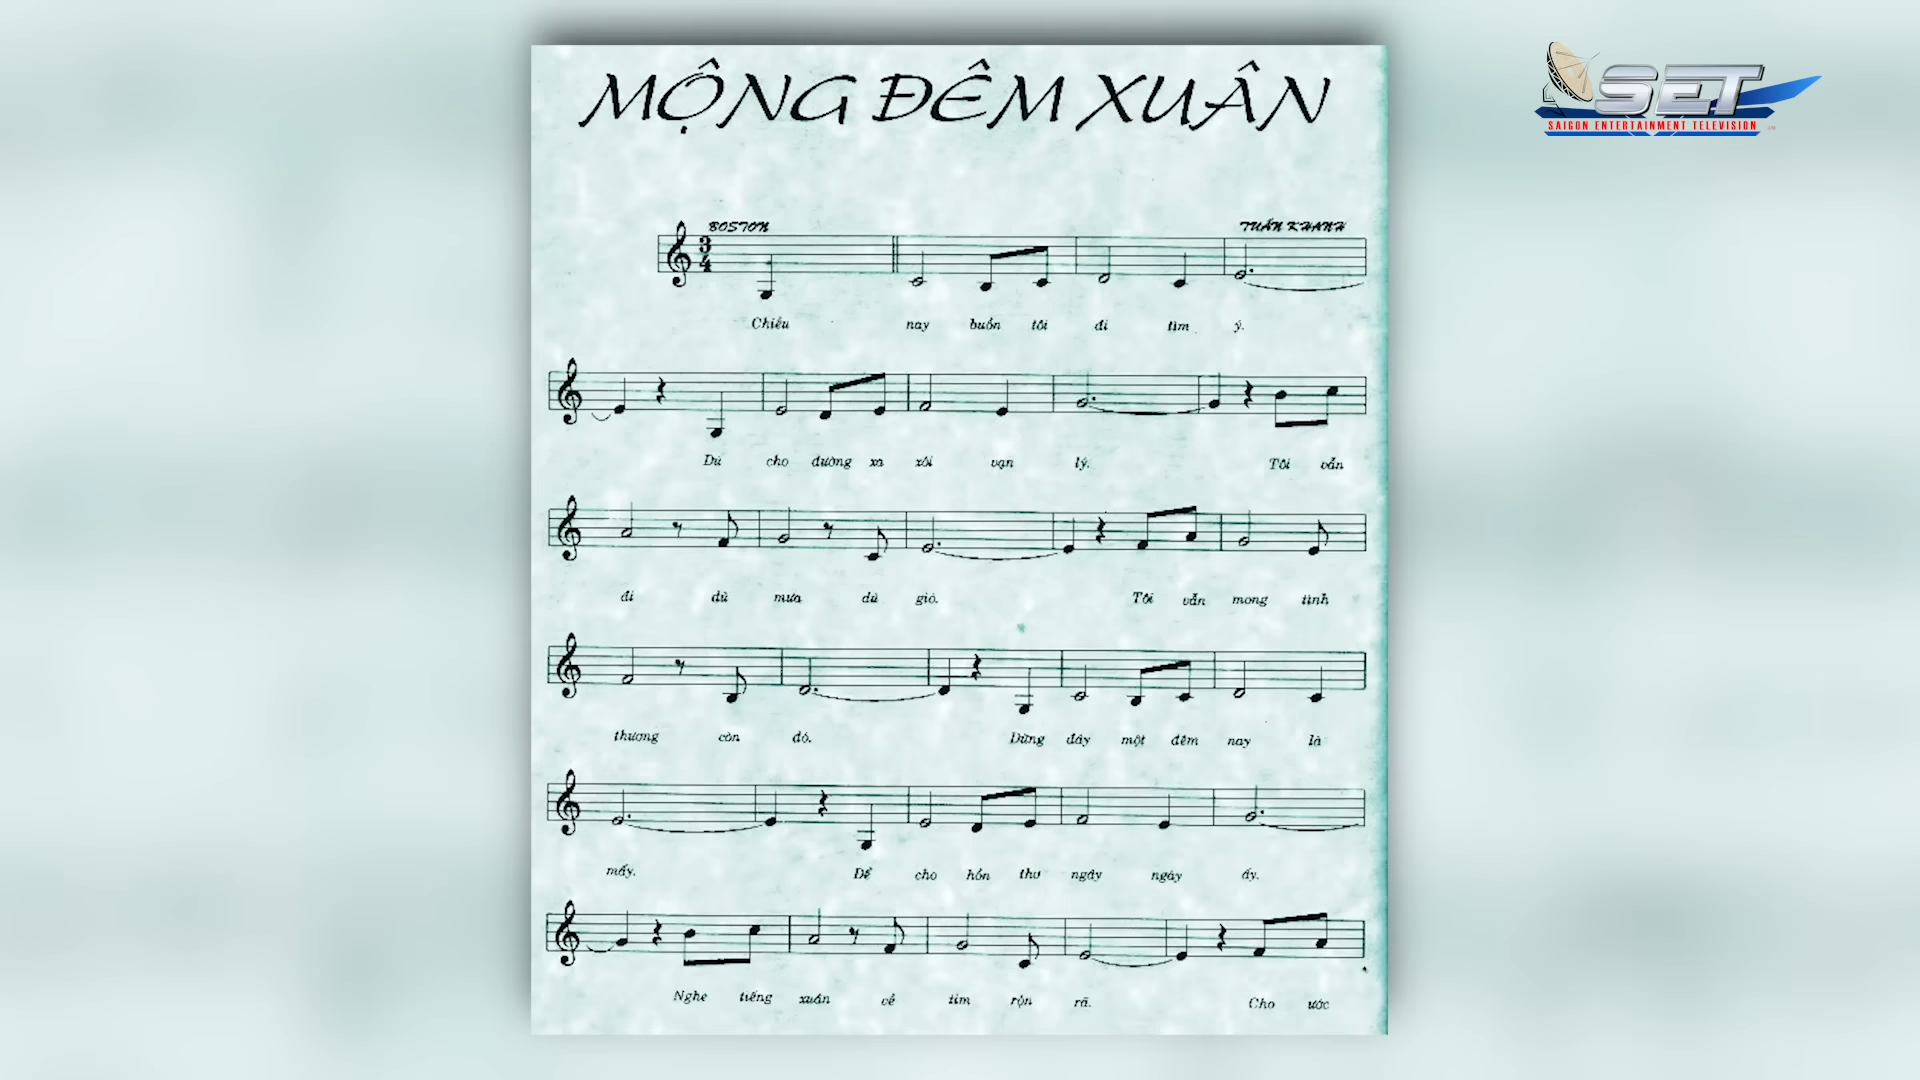 MỘNG ĐÊM XUÂN
SET
SAIGON ENTERTAINMENT TELEVISION
BOSTON
TUẤN KHANH
3
4
Chiều nay buồn tôi đi tìm ý.
Dù cho đường xa xôi vạn lý. Tôi vẫn
đi dù mưa dù gió. Tôi vẫn mong tình
thương còn đó. Dừng đây một đêm nay là
mấy. Để cho hồn thơ ngây ngây ấy.
Nghe tiếng xuân về tim rộn rã. Cho ước